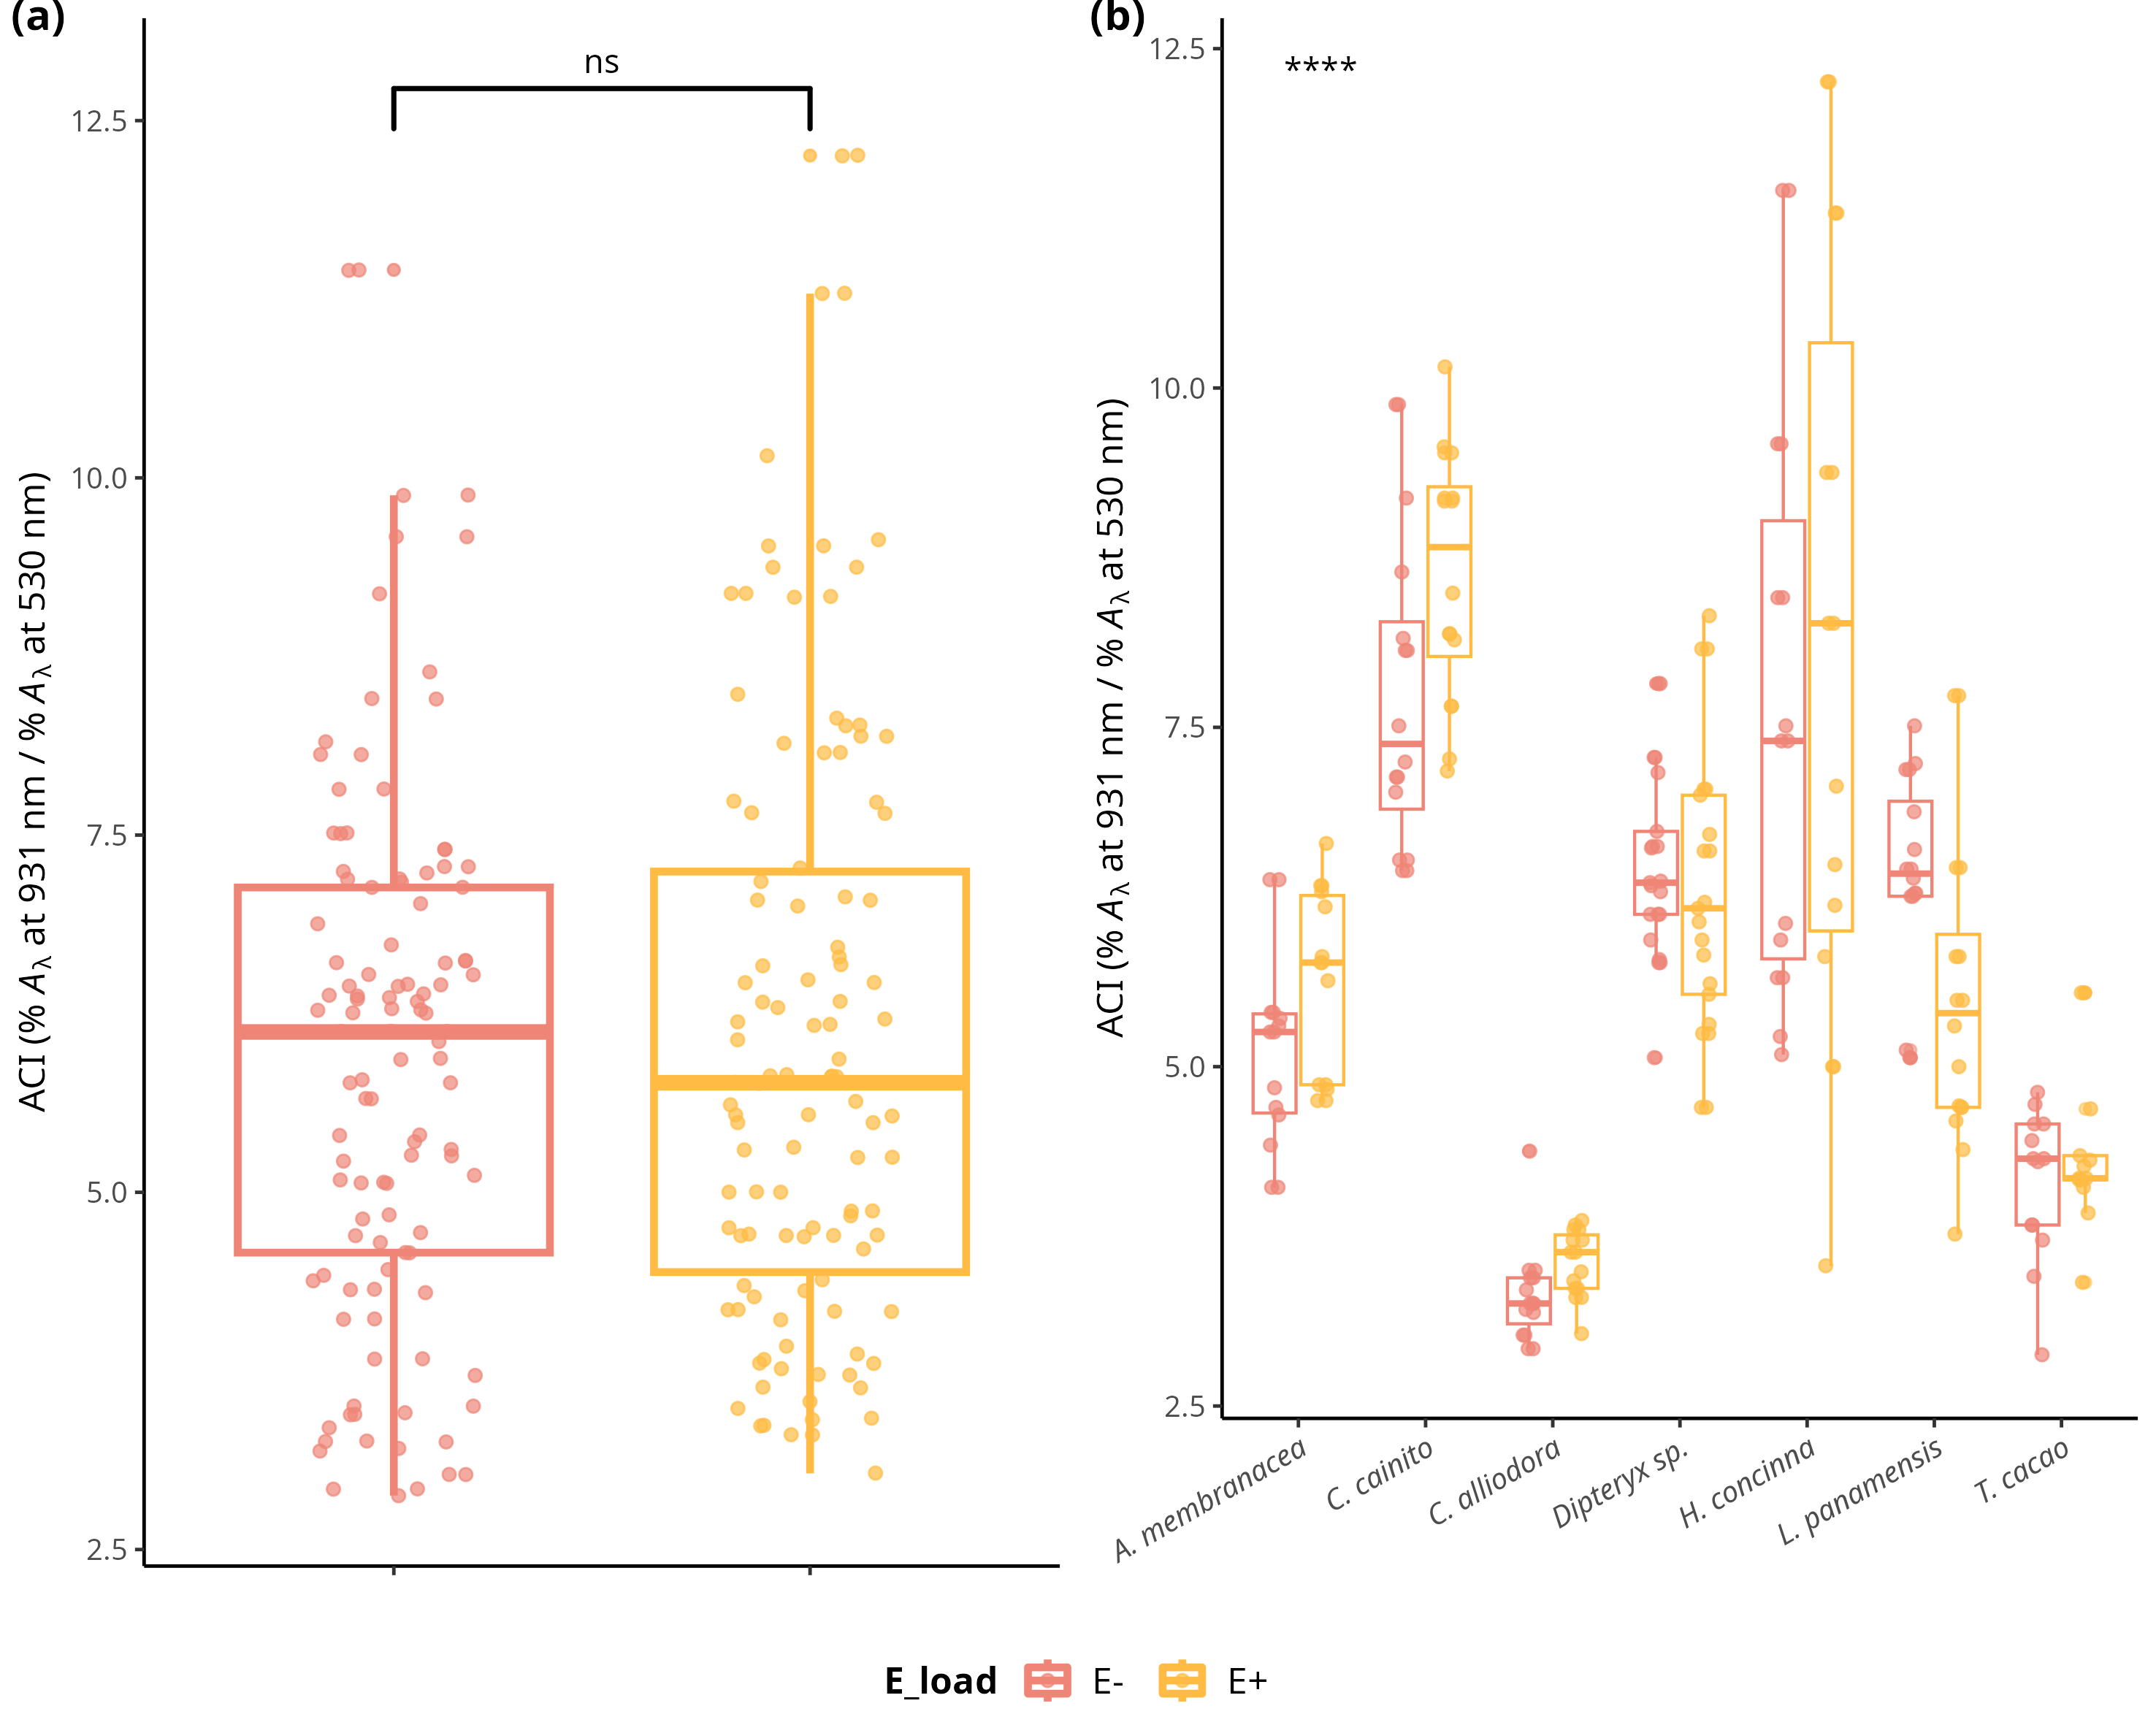 (a)
ns
12.5
10.0
7.5
5.0
2.5
ACI (% Aλ at 931 nm / % Aλ at 530 nm)
(b)
****
12.5
10.0
7.5
5.0
2.5
ACI (% Aλ at 931 nm / % Aλ at 530 nm)
A. membranacea
C. cainito
C. alliodora
Dipteryx sp.
H. concinna
L. panamensis
T. cacao
E_load E- E+